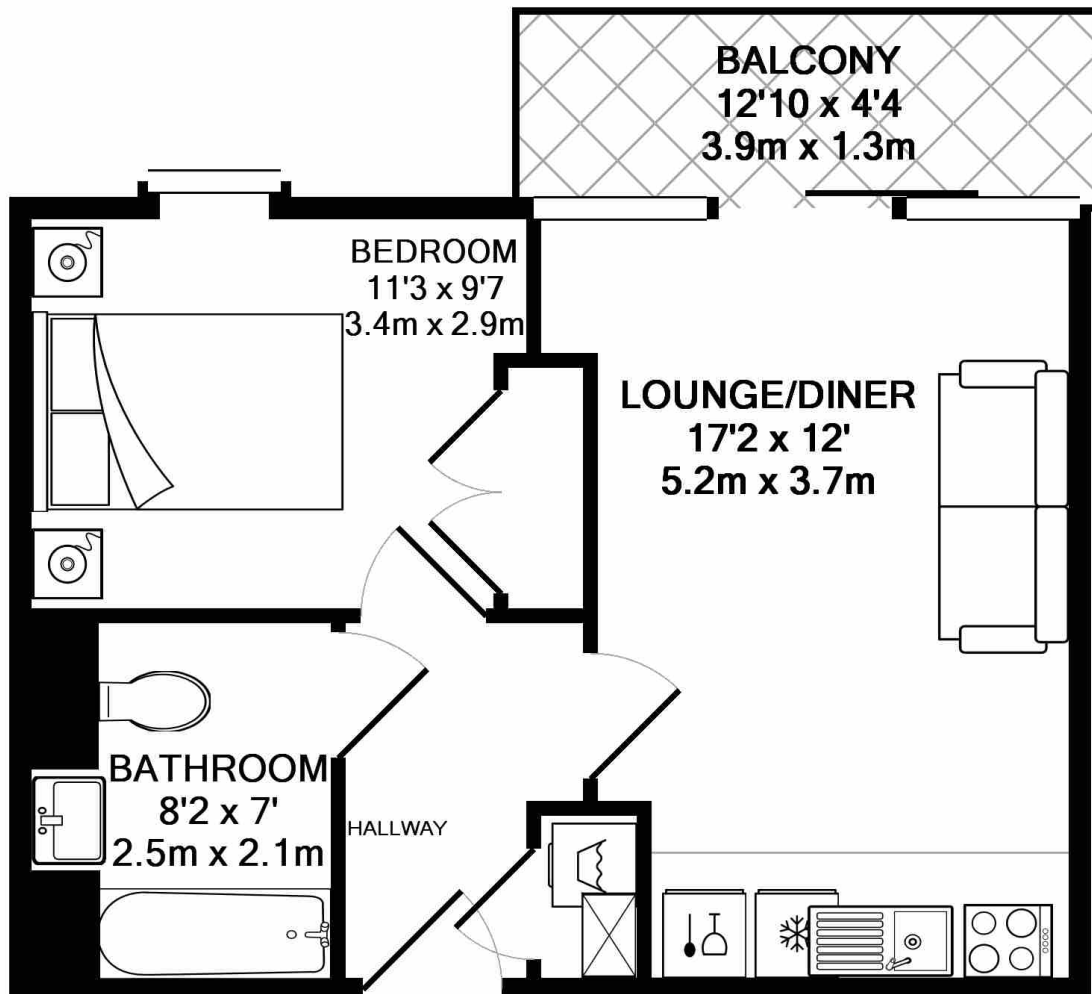 BALCONY
12'10 x 4'4
3.9m x 1.3m
BEDROOM
11'3 x 9'7
3.4m x 2.9m
LOUNGE/DINER
17'2 x 12'
5.2m x 3.7m
BATHROOM
8'2 x 7'
2.5m x 2.1m
HALLWAY